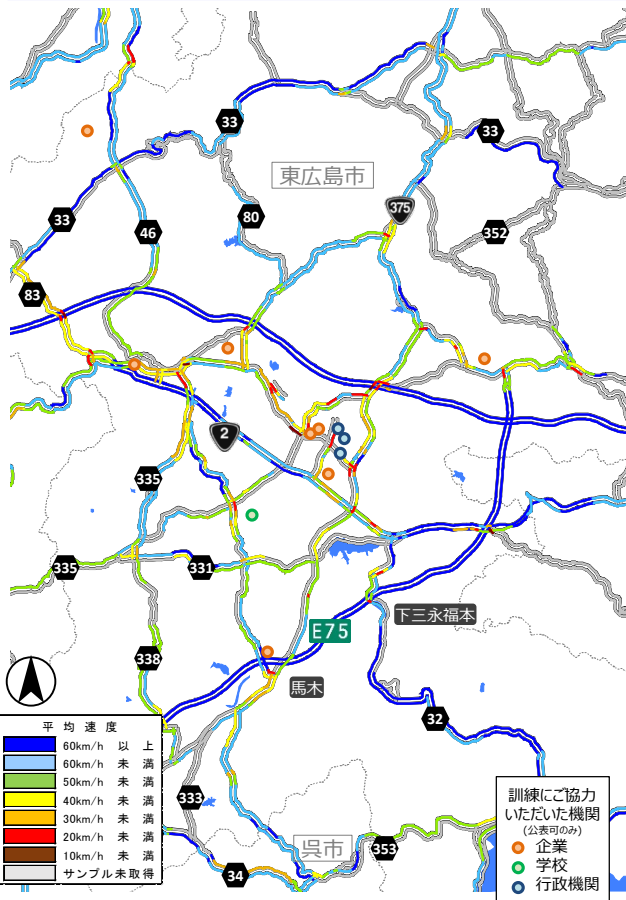 33
33
東広島市
375
33
46
80
352
83
2
335
335
331
下三永福本
E75
338
馬木
32
333
呉市
353
34
平均速度
60km/h 以上
60km/h 未満
50km/h 未満
40km/h 未満
30km/h 未満
20km/h 未満
10km/h 未満
サンプル未取得
訓練にご協力
いただいた機関
(公表可のみ)
企業
学校
行政機関